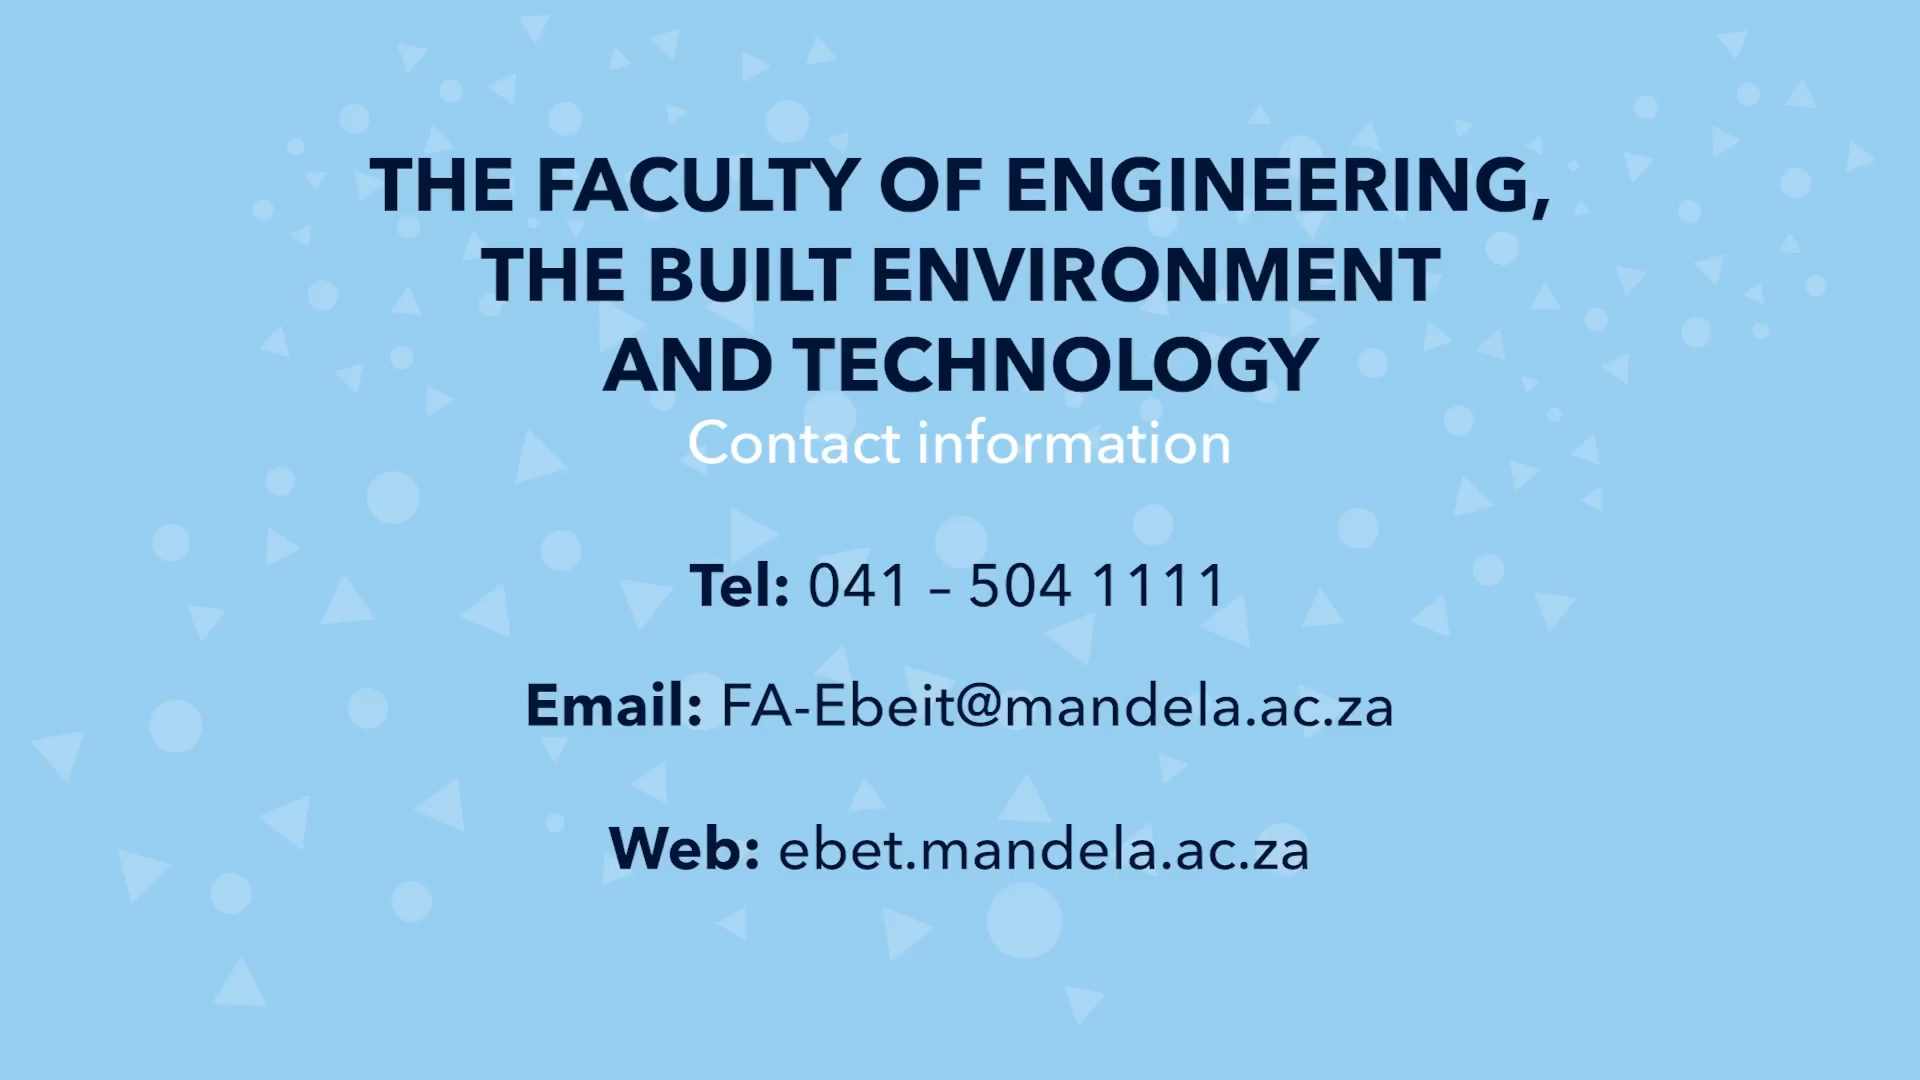 THE FACULTY OF ENGINEERING,
THE BUILT ENVIRONMENT
AND TECHNOLOGY
Contact information
Tel: 041 – 504 1111
Email: FA-Ebeit@mandela.ac.za
Web: ebet.mandela.ac.za